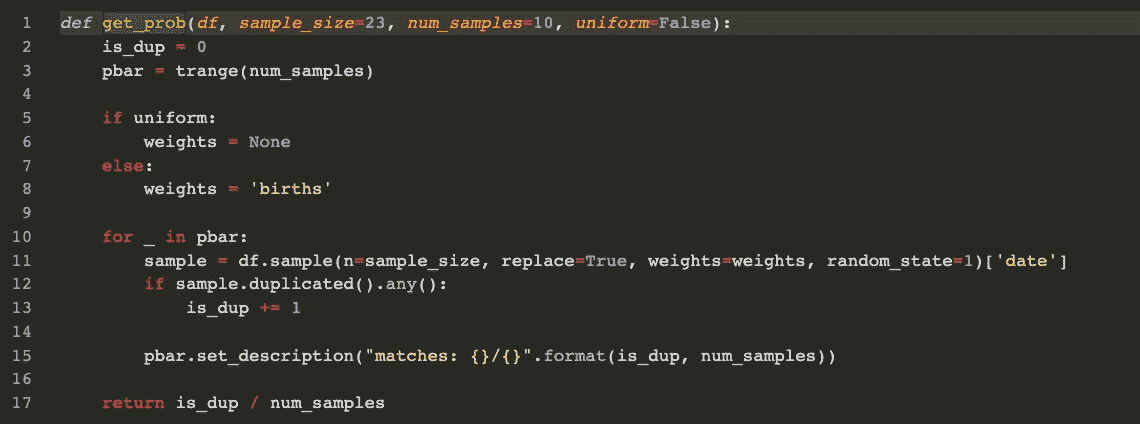 1 def get_prob(df, sample_size=23, num_samples=10, uniform=False):
2     is_dup = 0
3     pbar = trange(num_samples)
4
5     if uniform:
6         weights = None
7     else:
8         weights = 'births'
9
10     for _ in pbar:
11         sample = df.sample(n=sample_size, replace=True, weights=weights, random_state=1)['date']
12         if sample.duplicated().any():
13             is_dup += 1
14
15         pbar.set_description("matches: {}/{}".format(is_dup, num_samples))
16
17     return is_dup / num_samples